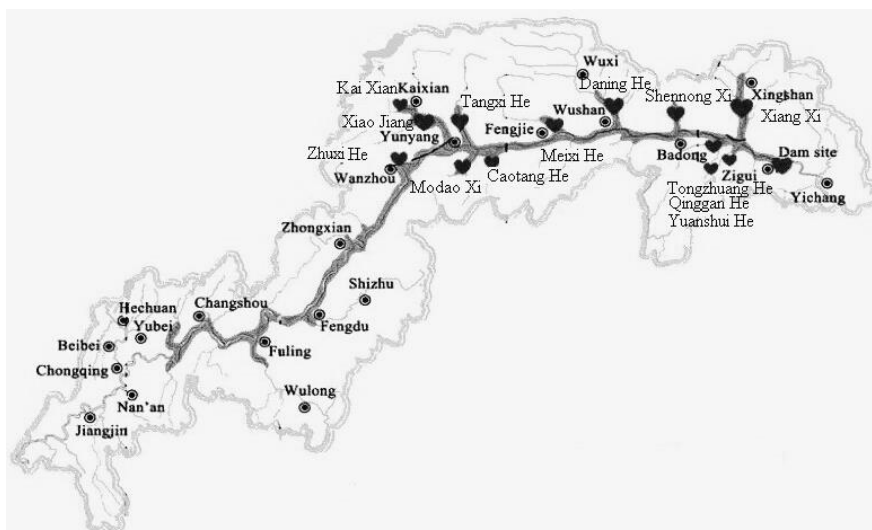 Wuxi
Kai Xian
Kaixian
Tangxi He
Daning He
Shennong Xi
Xingshan
Xiang Xi
Xiao Jiang
Yunyang
Fengjie
Wushan
Zhuxi He
Wanzhou
Modao Xi
Caotang He
Meixi He
Badong
Zigui
Dam site
Yichang
Tongzhuang He
Qinggan He
Yuanshui He
Zhongxian
Shizhu
Hechuan
Changshou
Yubei
Fengdu
Beibei
Fuling
Chongqing
Wulong
Nan'an
Jiangjin